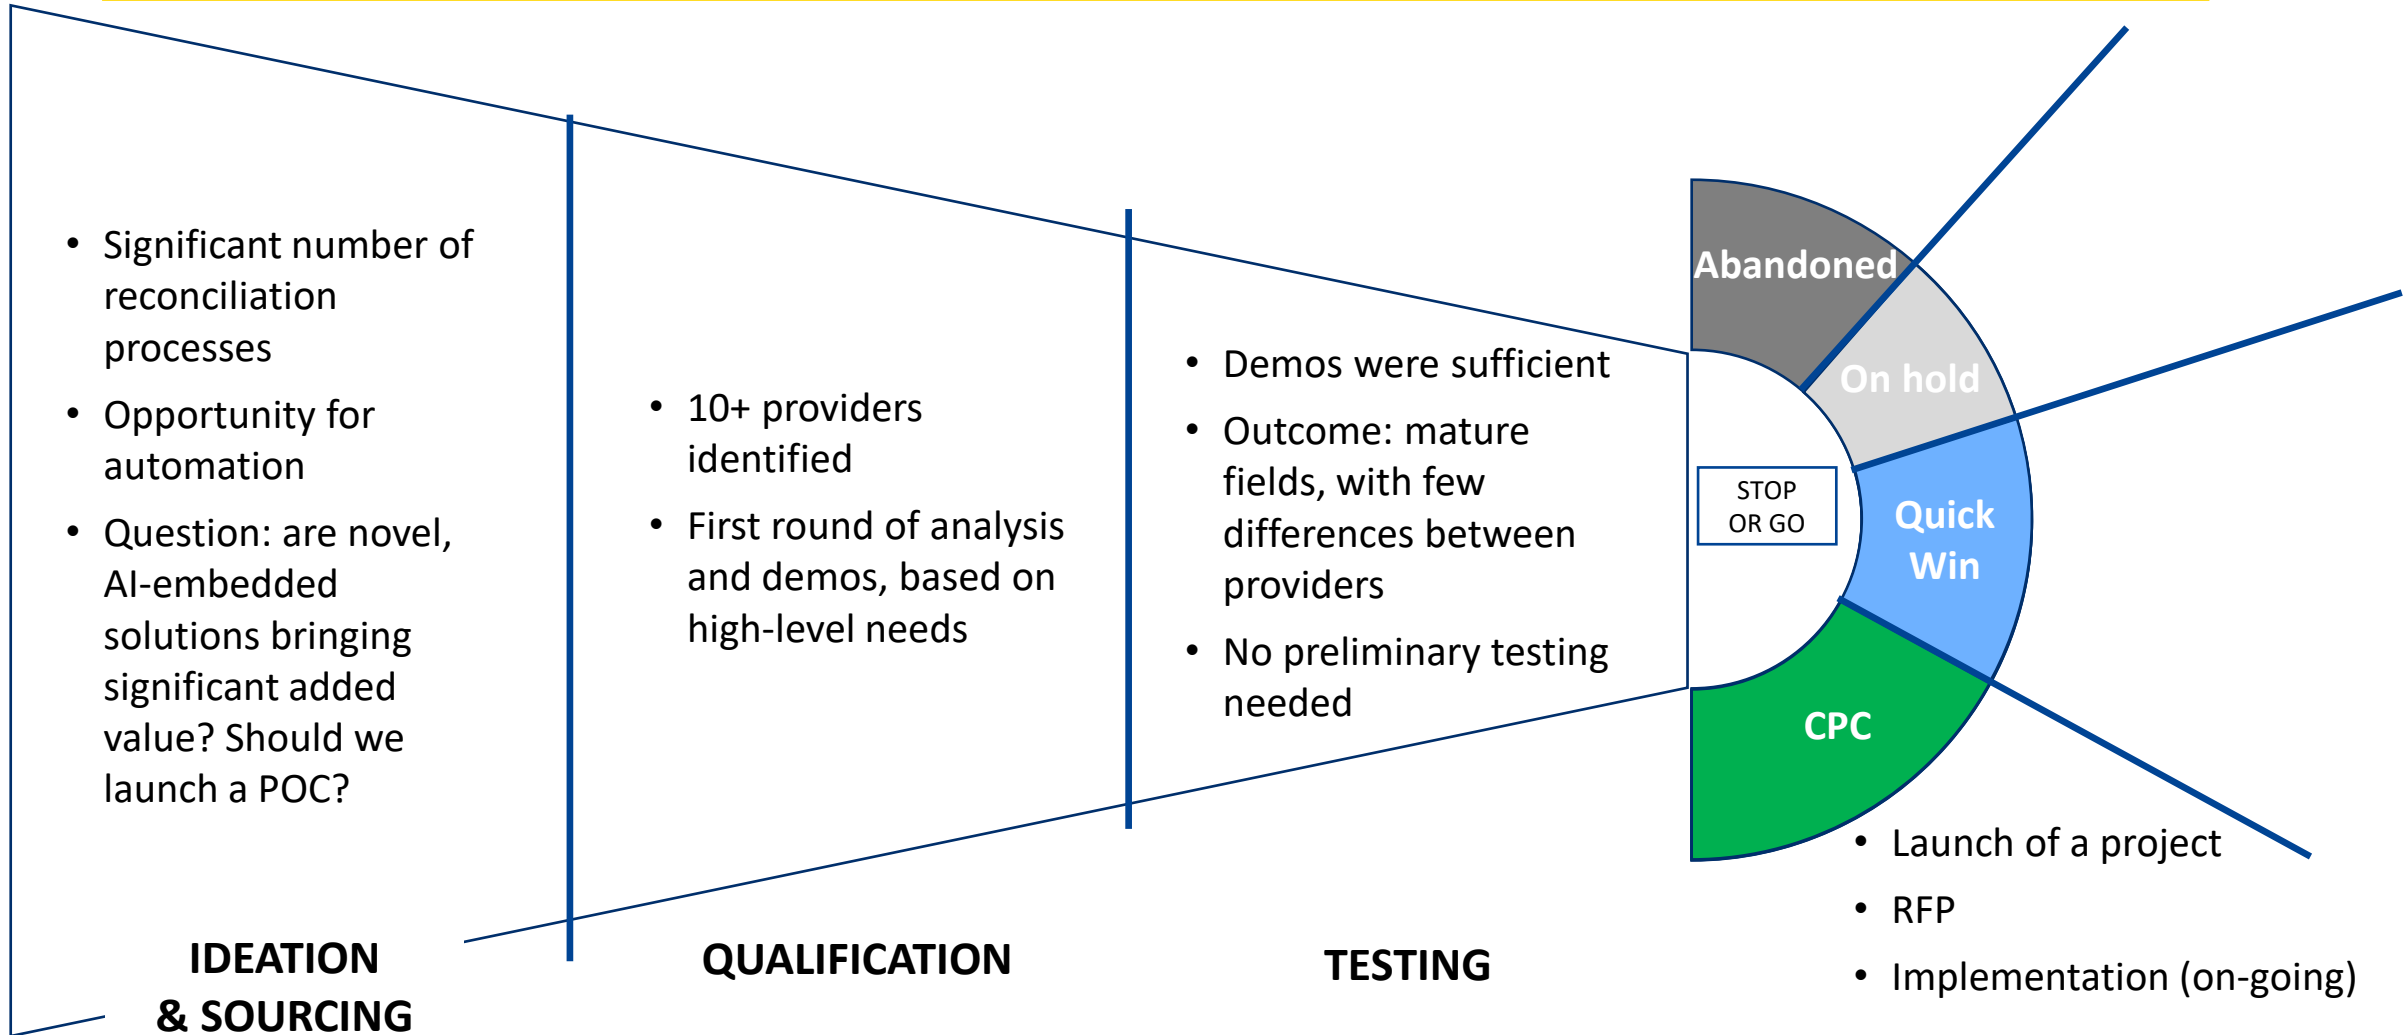 • Significant number of
reconciliation
processes
• Opportunity for
automation
• Question: are novel,
AI-embedded
solutions bringing
significant added
value? Should we
launch a POC?
IDEATION
& SOURCING
• 10+ providers
identified
• First round of analysis
and demos, based on
high-level needs
QUALIFICATION
• Demos were sufficient
• Outcome: mature
fields, with few
differences between
providers
• No preliminary testing
needed
TESTING
STOP
OR GO
Abandoned
On hold
Quick
Win
CPC
• Launch of a project
• RFP
• Implementation (on-going)